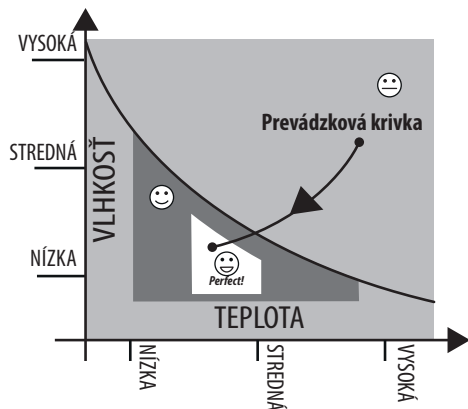 VYSOKÁ
STREDNÁ
NÍZKA
VLHKOSŤ
Prevádzková krivka
Perfect!
TEPLOTA
NÍZKA
STREDNÁ
VYSOKÁ